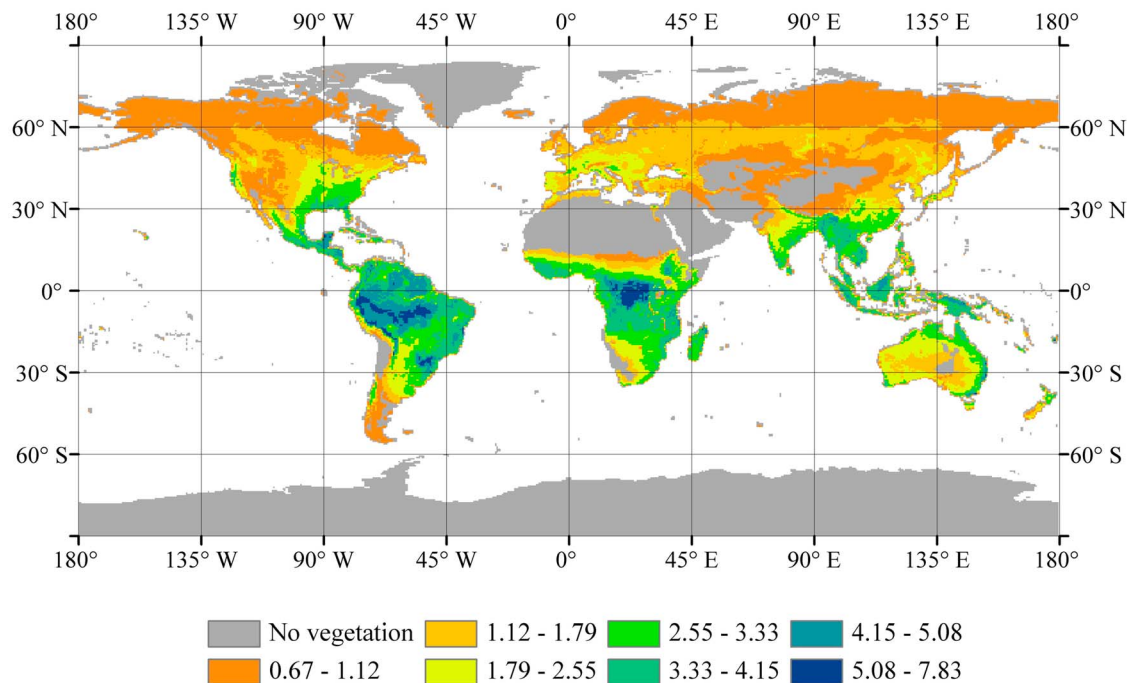 180° 135° W 90° W 45° W 0° 45° E 90° E 135° E 180°
60° N 60° N
30° N 30° N
0° 0°
30° S 30° S
60° S 60° S
180° 135° W 90° W 45° W 0° 45° E 90° E 135° E 180°
No vegetation 1.12 - 1.79 2.55 - 3.33 4.15 - 5.08
0.67 - 1.12 1.79 - 2.55 3.33 - 4.15 5.08 - 7.83